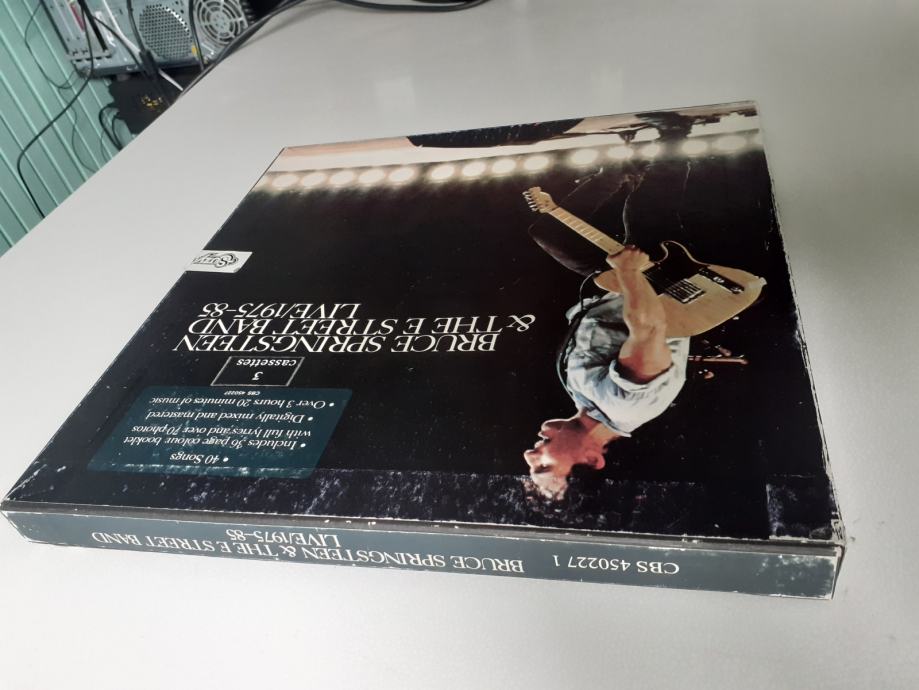 40 Songs
• Includes 36 page colour booklet
with full lyrics and over 70 photos
• Digitally mixed and mastered
• Over 3 hours 20 minutes of music
3
cassettes
CBS 450227
BRUCE SPRINGSTEEN
& THE E STREET BAND
LIVE/1975-85
CBS 450227 1
BRUCE SPRINGSTEEN & THE E STREET BAND
LIVE/1975-85